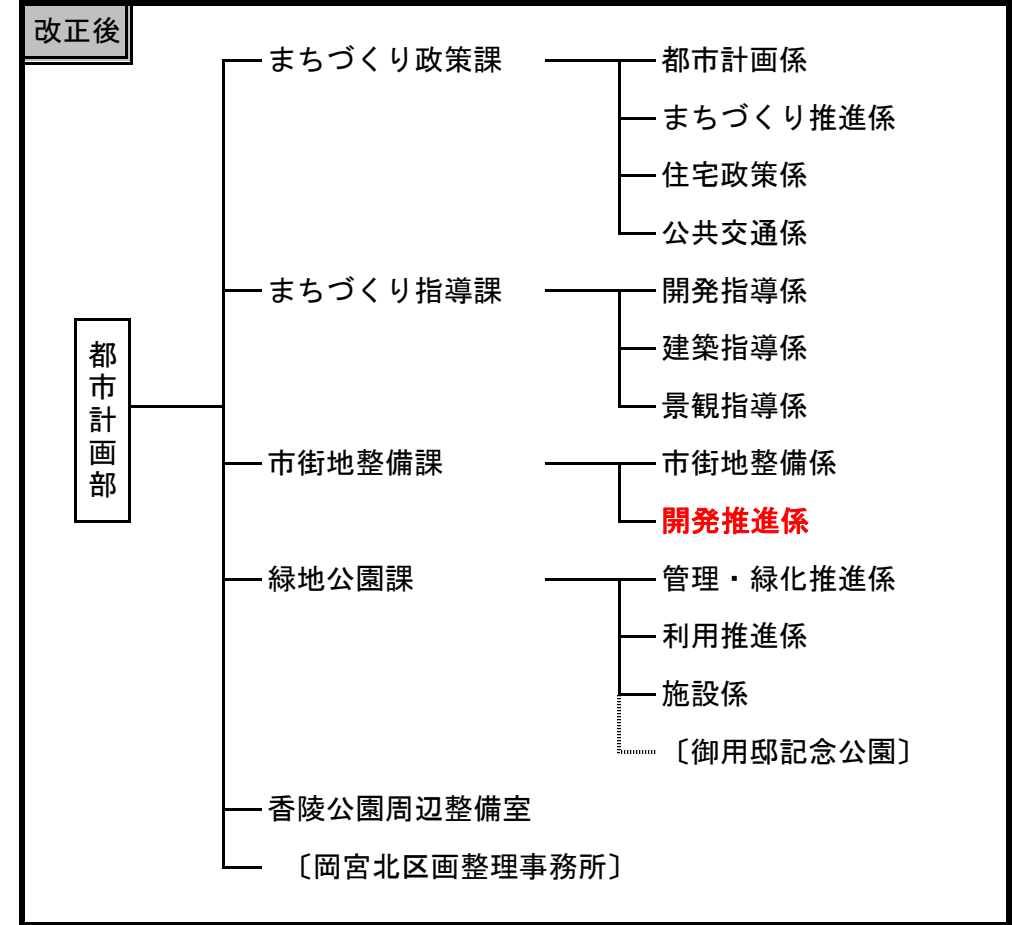 改正後
都市計画部
まちづくり政策課
都市計画係
まちづくり推進係
住宅政策係
公共交通係
まちづくり指導課
開発指導係
建築指導係
景観指導係
市街地整備課
市街地整備係
開発推進係
緑地公園課
管理・緑化推進係
利用推進係
施設係
〔御用邸記念公園〕
香陵公園周辺整備室
〔岡宮北区画整理事務所〕